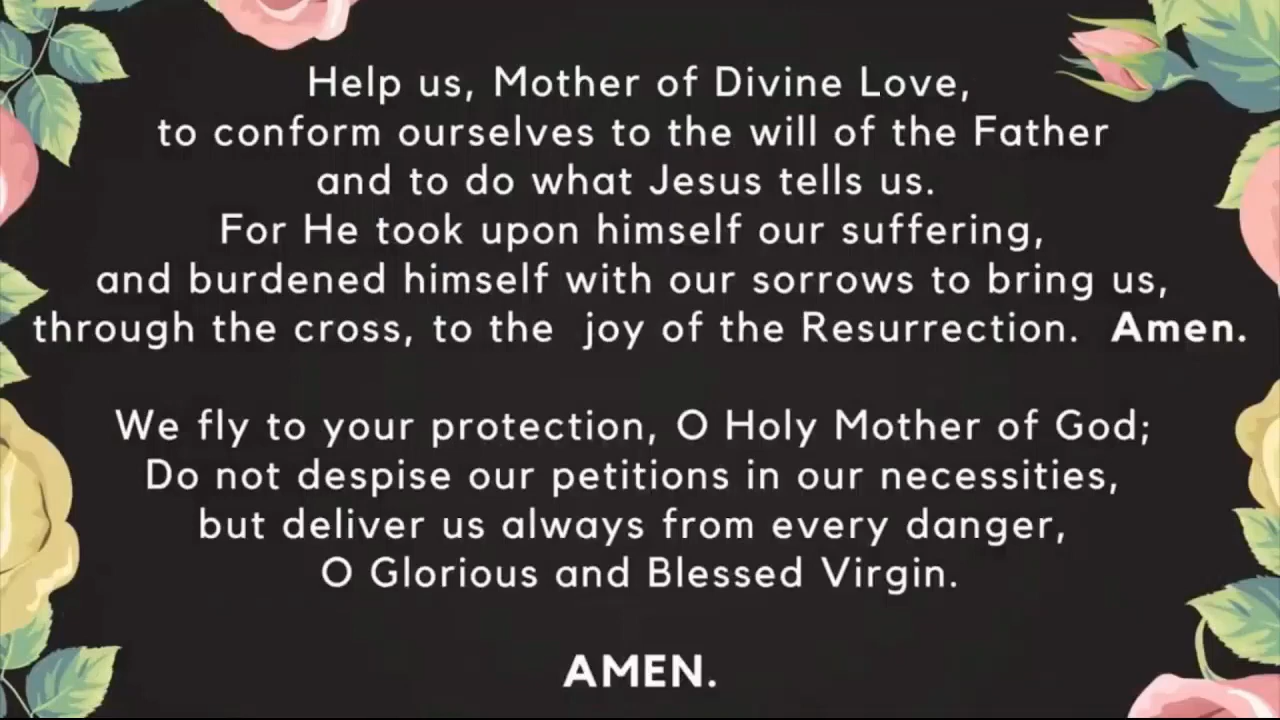 Help us, Mother of Divine Love,
to conform ourselves to the will of the Father
and to do what Jesus tells us.
For He took upon himself our suffering,
and burdened himself with our sorrows to bring us,
through the cross, to the  joy of the Resurrection.  Amen.
We fly to your protection, O Holy Mother of God;
Do not despise our petitions in our necessities,
but deliver us always from every danger,
O Glorious and Blessed Virgin.
AMEN.